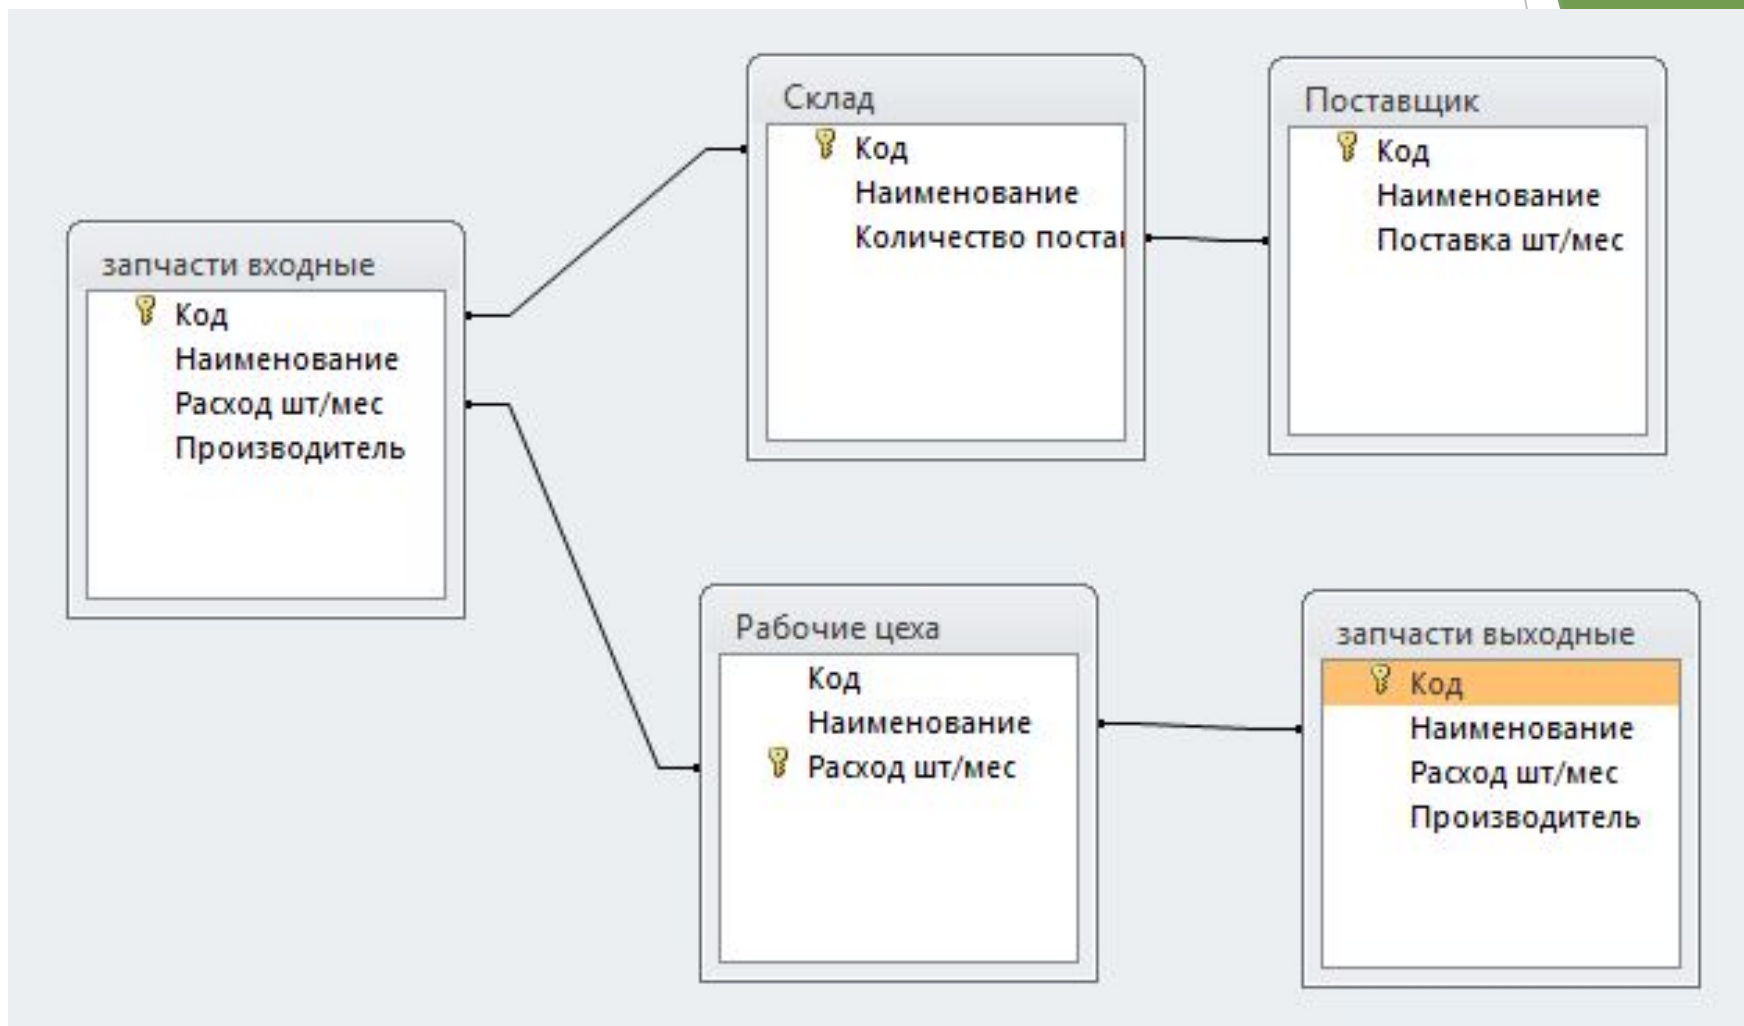 Склад
Код
Наименование
Количество
Поставщик
Код
Наименование
Поставка шт/мес
запчасти входные
Код
Наименование
Расход шт/мес
Производитель
Рабочие цеха
Код
Наименование
Расход шт/мес
запчасти выходные
Код
Наименование
Расход шт/мес
Производитель